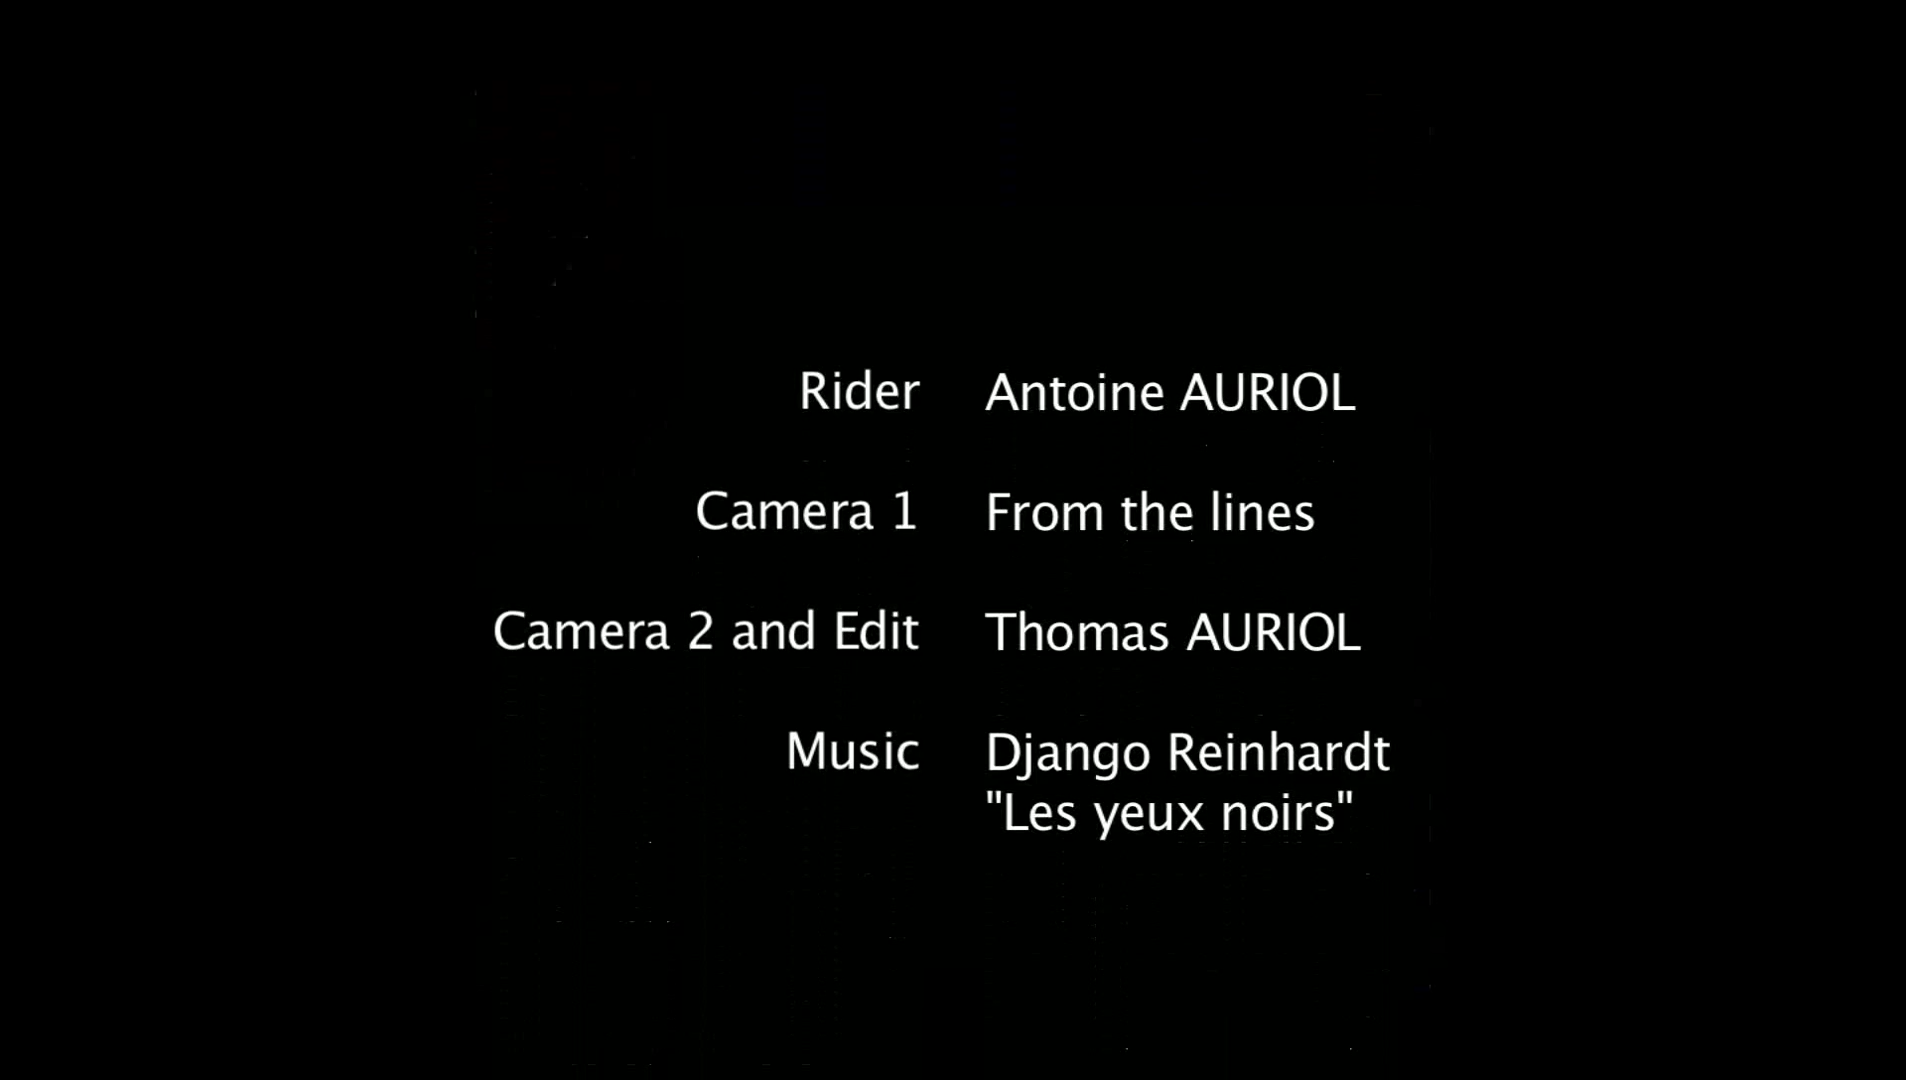 Rider Antoine AURIOL
Camera 1 From the lines
Camera 2 and Edit Thomas AURIOL
Music Django Reinhardt
"Les yeux noirs"